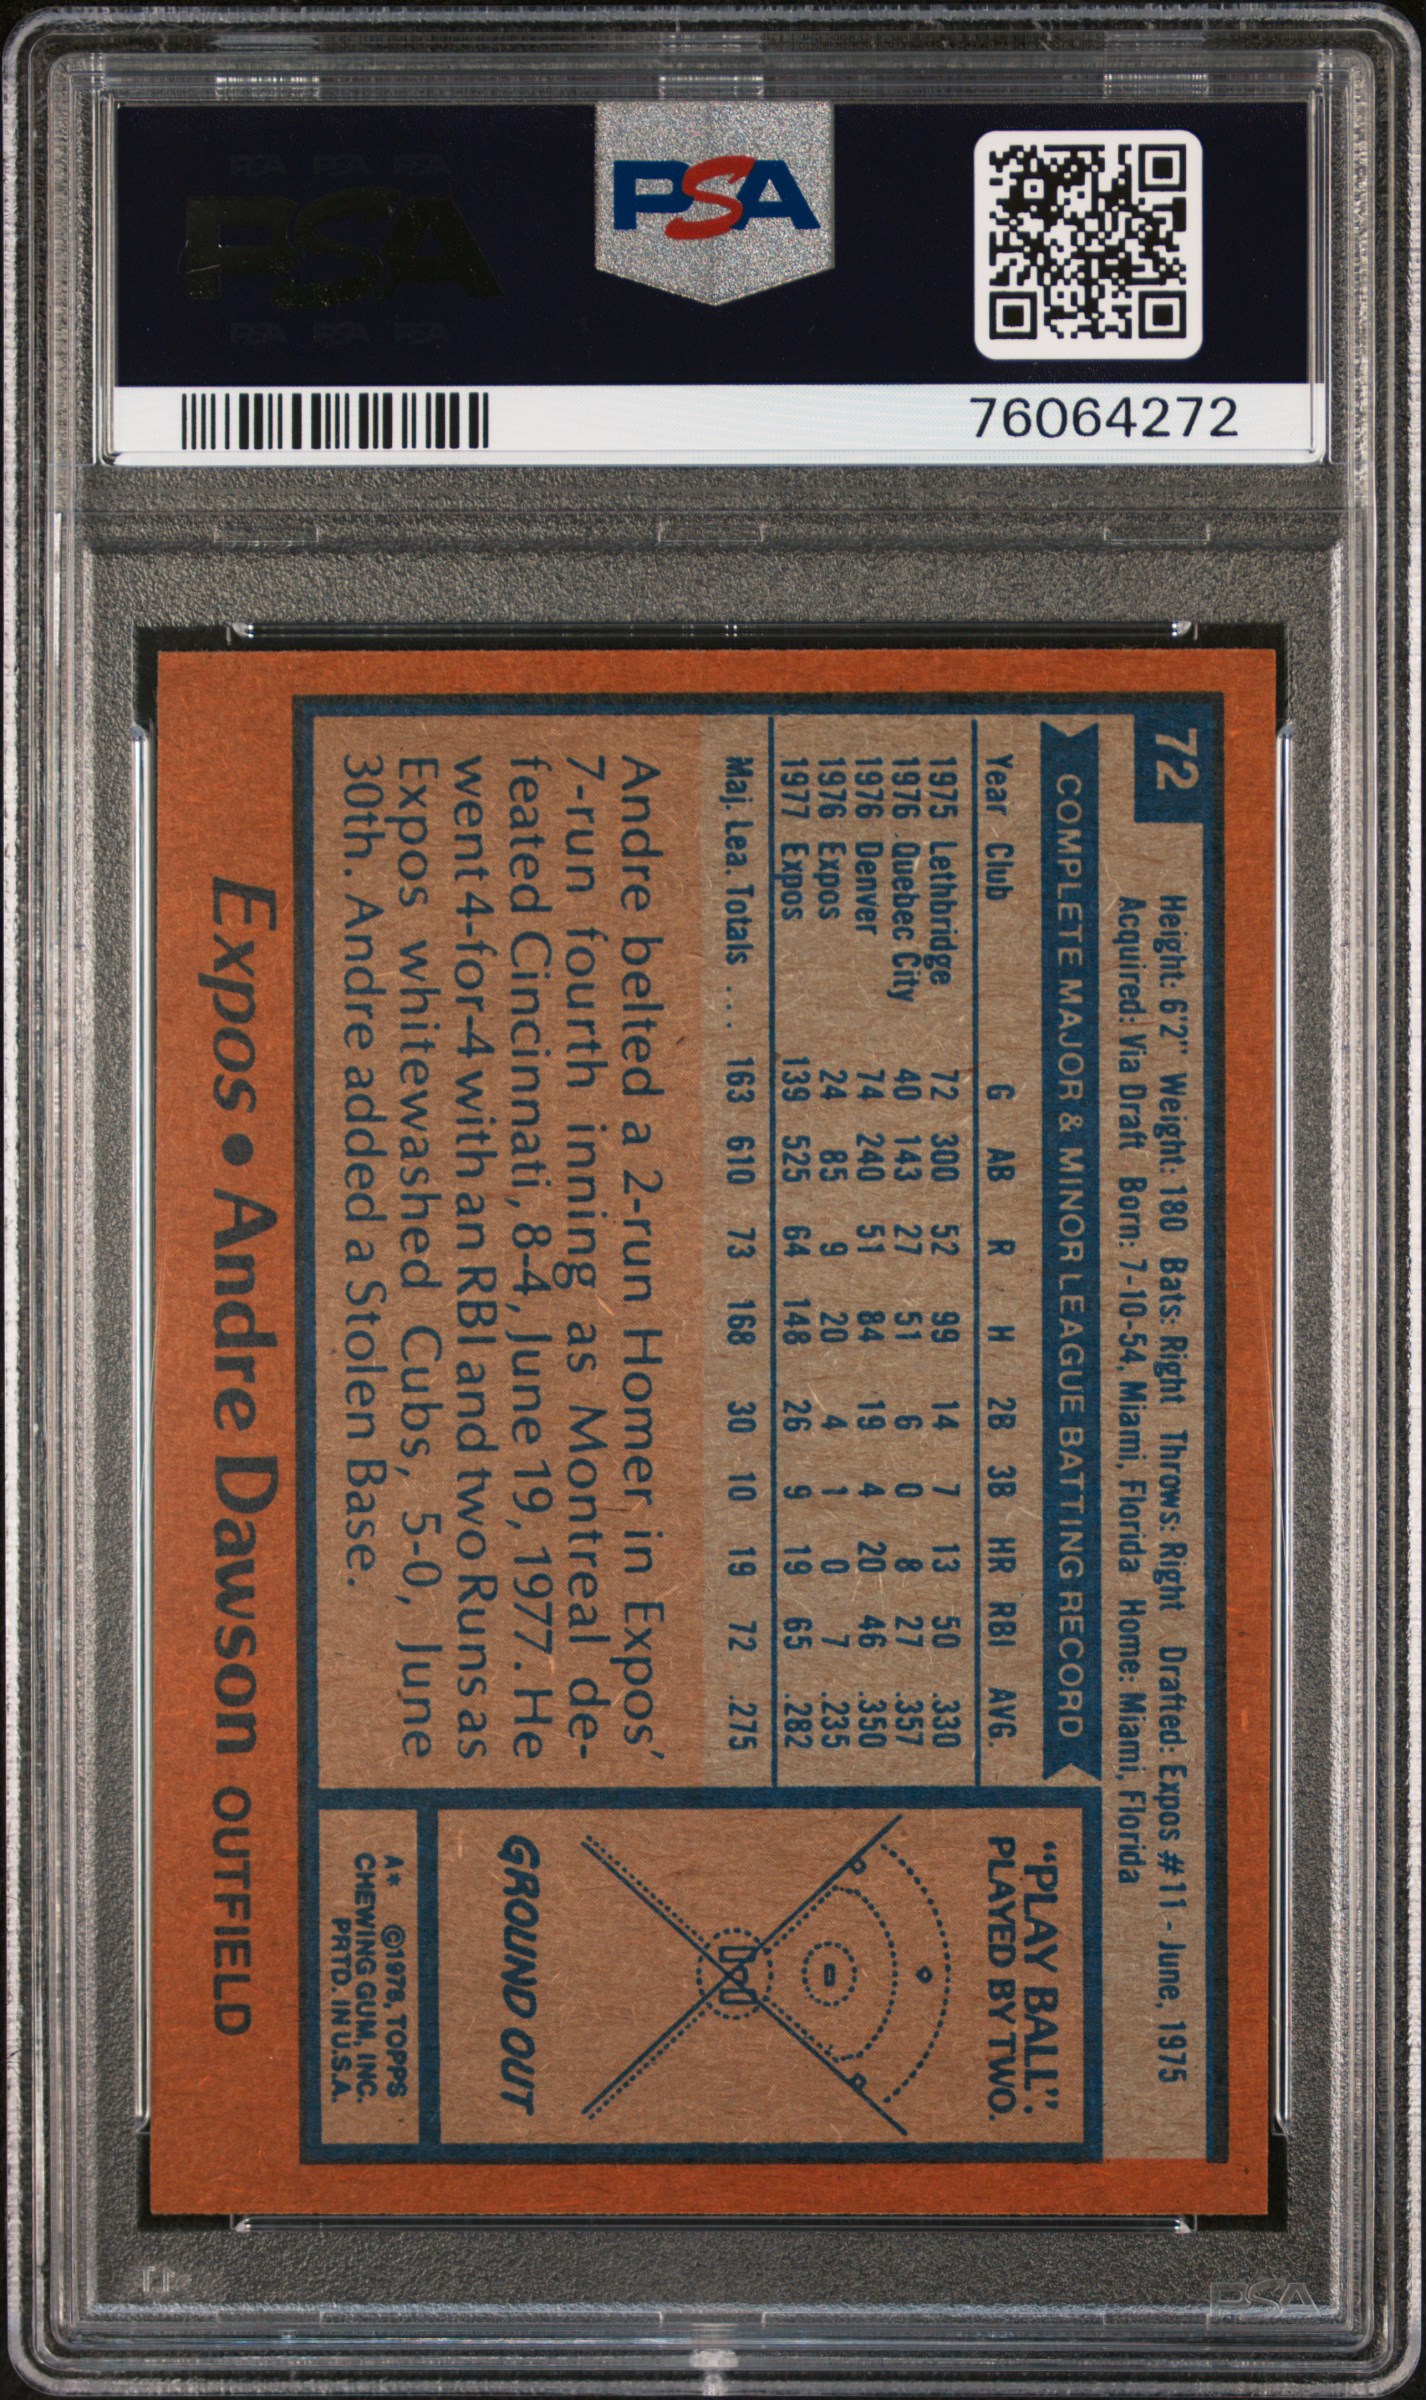 PSA PSA PSA
PSA
PSA PSA PSA
PSA
76064272
72
Height: 6'2" Weight: 180 Bats: Right Throws: Right Drafted: Expos #11 - June, 1975
Acquired: Via Draft Born: 7-10-54, Miami, Florida Home: Miami, Florida
COMPLETE MAJOR & MINOR LEAGUE BATTING RECORD
Year Club G AB R H 2B 3B HR RBI AVG.
1975 Lethbridge 72 300 52 99 14 7 13 50 .330
1976 Quebec City 40 143 27 51 6 0 8 27 .357
1976 Denver 74 240 51 84 19 4 20 46 .350
1976 Expos 24 85 9 20 4 1 0 7 .235
1977 Expos 139 525 64 148 26 9 19 65 .282
Maj. Lea. Totals ... 163 610 73 168 30 10 19 72 .275
Andre belted a 2-run Homer in Expos'
7-run fourth inning as Montreal de-
feated Cincinnati, 8-4, June 19, 1977. He
went 4-for-4 with an RBI and two Runs as
Expos whitewashed Cubs, 5-0, June
30th. Andre added a Stolen Base.
"PLAY BALL":
PLAYED BY TWO.
GROUND OUT
A* ©1978, TOPPS
CHEWING GUM, INC.
PRTD. IN U.S.A.
Expos • Andre Dawson OUTFIELD
PSA